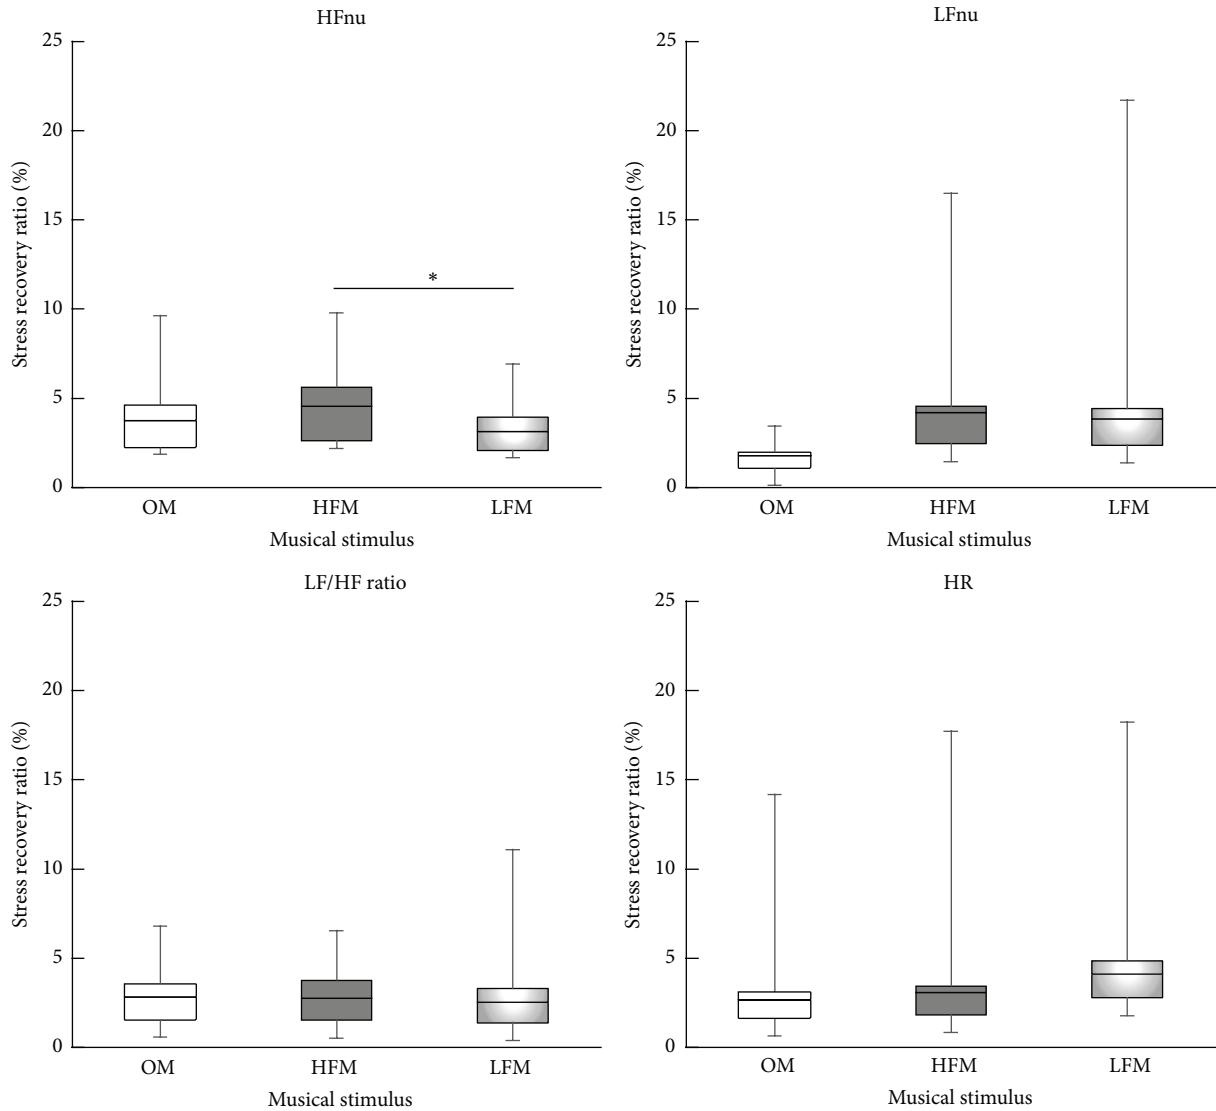 HFnu
25
20
15
10
5
0
Stress recovery ratio (%)
*
OM HFM LFM
Musical stimulus
LFnu
25
20
15
10
5
0
Stress recovery ratio (%)
OM HFM LFM
Musical stimulus
LF/HF ratio
25
20
15
10
5
0
Stress recovery ratio (%)
OM HFM LFM
Musical stimulus
HR
25
20
15
10
5
0
Stress recovery ratio (%)
OM HFM LFM
Musical stimulus